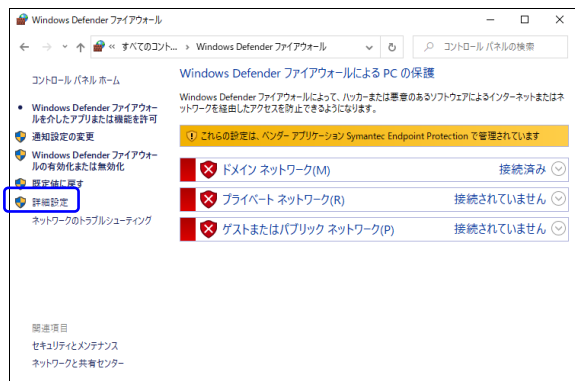 Windows Defender ファイアウォール
« すべてのコント... › Windows Defender ファイアウォール
コントロール パネルの検索
コントロール パネル ホーム
Windows Defender ファイアウォー
ルを介したアプリまたは機能を許可
通知設定の変更
Windows Defender ファイアウォー
ルの有効化または無効化
既定値に戻す
詳細設定
ネットワークのトラブルシューティング
Windows Defender ファイアウォールによる PC の保護
Windows Defender ファイアウォールによって、ハッカーまたは悪意のあるソフトウェアによるインターネットまたはネ
ットワークを経由したアクセスを防止できるようになります。
これらの設定は、ベンダー アプリケーション Symantec Endpoint Protection で管理されています
ドメイン ネットワーク(M) 接続済み
プライベート ネットワーク(R) 接続されていません
ゲストまたはパブリック ネットワーク(P) 接続されていません
関連項目
セキュリティとメンテナンス
ネットワークと共有センター